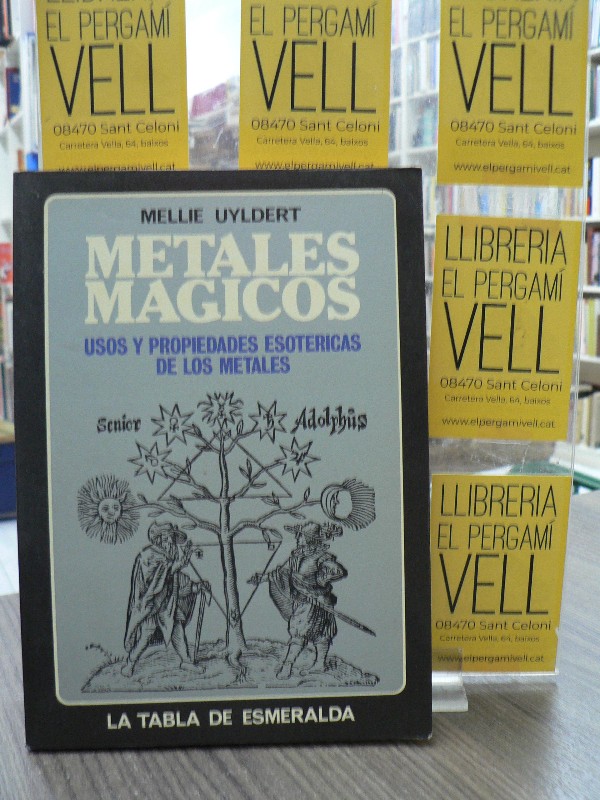 EL PERGAMÍ
VELL
08470 Sant Celoni
Carretera Vella, 64, baixos
www.elpergamivell.cat
EL PERGAMÍ
VELL
08470 Sant Celoni
Carretera Vella, 64, baixos
www.elpergamivell.cat
LLIBRERIA
EL PERGAMÍ
VELL
08470 Sant Celoni
Carretera Vella, 64, baixos
www.elpergamivell.cat
LLIBRERIA
EL PERGAMÍ
VELL
08470 Sant Celoni
Carretera Vella, 64, baixos
www.elpergamivell.cat
LLIBRERIA
EL PERGAMÍ
VELL
08470 Sant Celoni
Carretera Vella, 64, baixos
www.elpergamivell.cat
MELLIE UYLDERT
METALES
MAGICOS
USOS Y PROPIEDADES ESOTERICAS
DE LOS METALES
Senior Adolphus
LA TABLA DE ESMERALDA